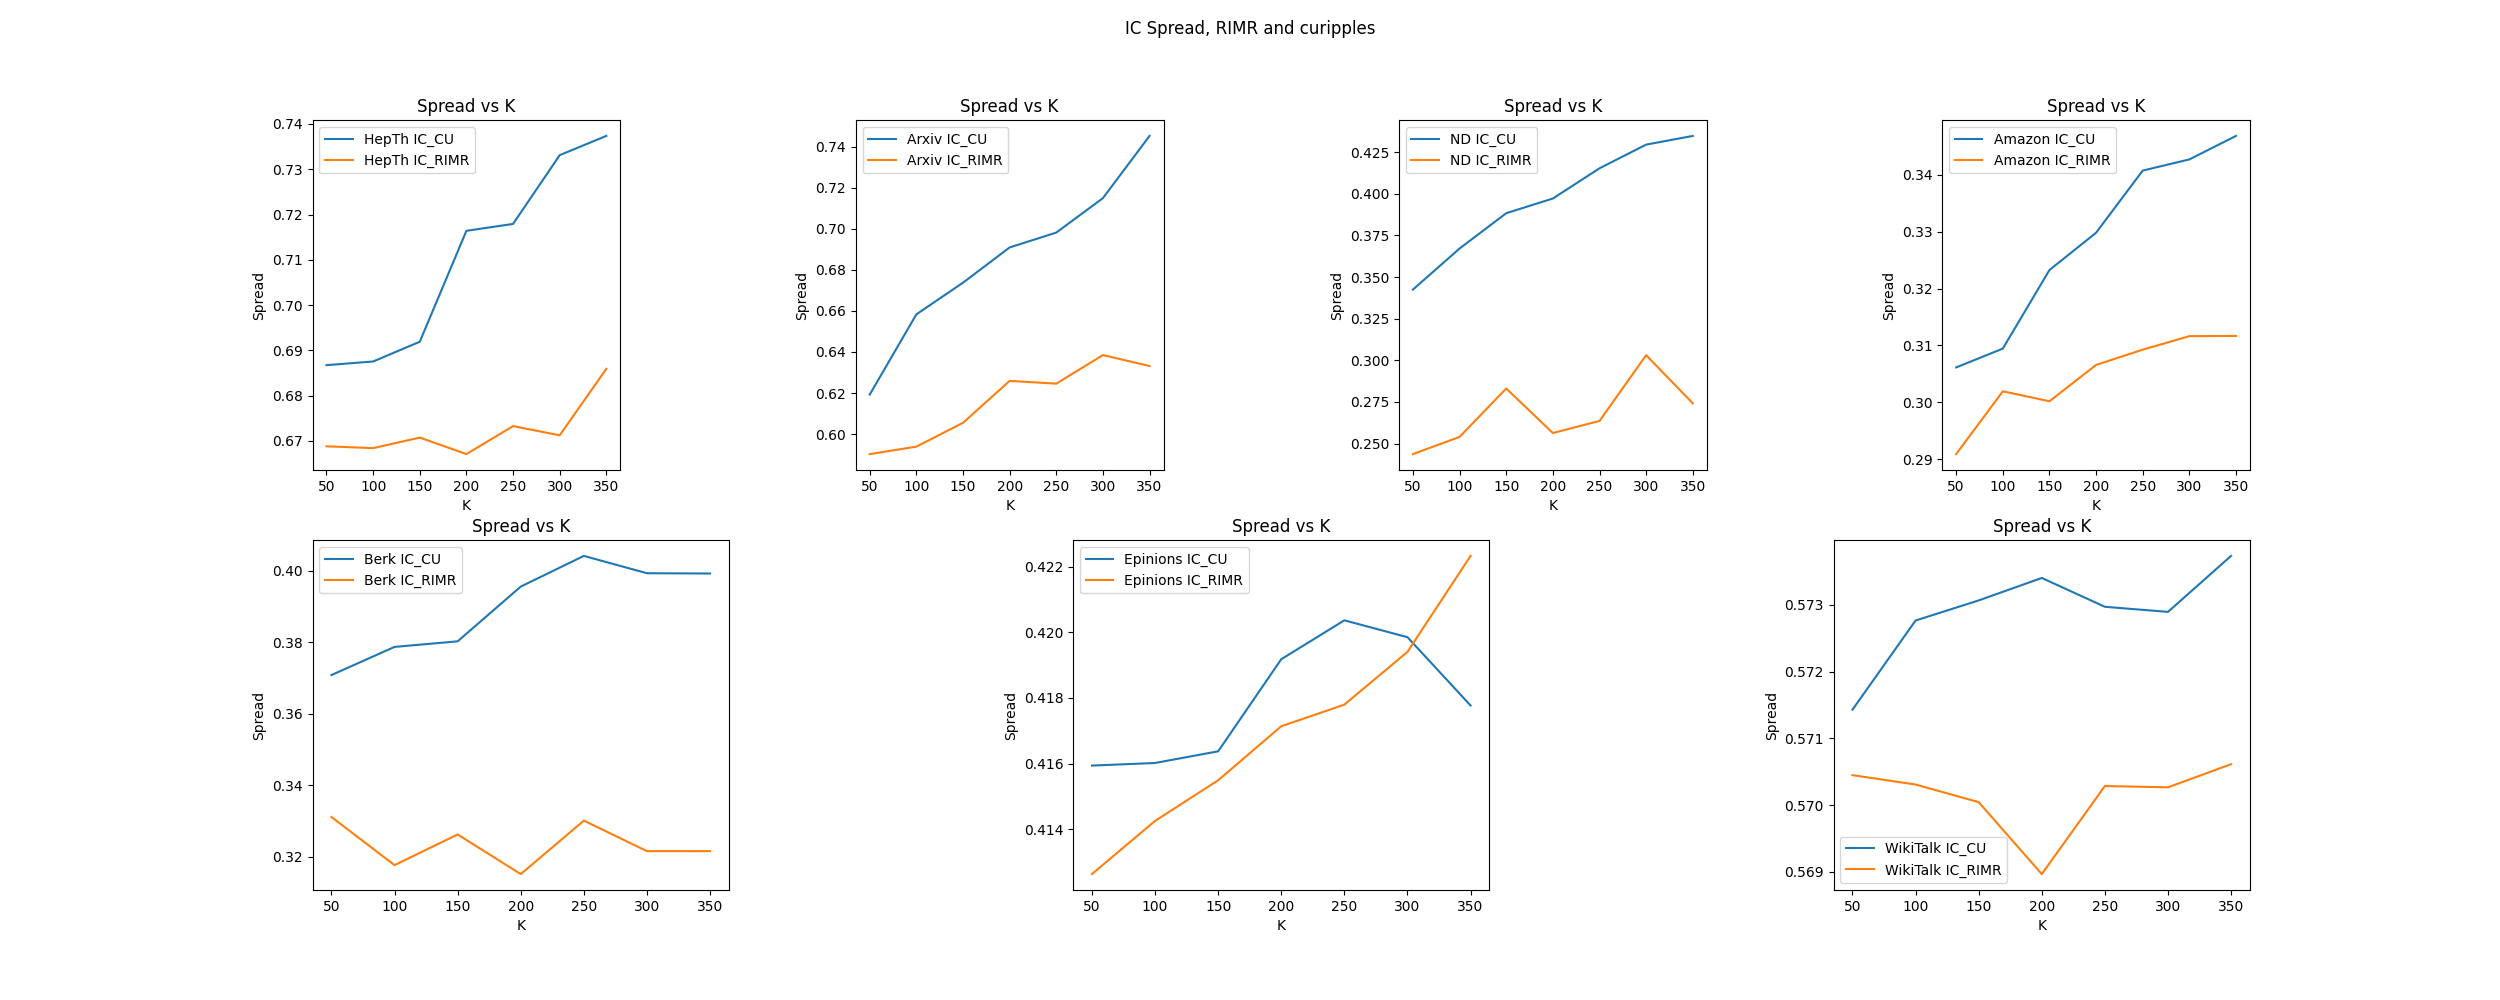 IC Spread, RIMR and curipples
Spread vs K
HepTh IC_CU
HepTh IC_RIMR
0.74
0.73
0.72
0.71
0.70
0.69
0.68
0.67
Spread
50 100 150 200 250 300 350
K
Spread vs K
Arxiv IC_CU
Arxiv IC_RIMR
0.74
0.72
0.70
0.68
0.66
0.64
0.62
0.60
Spread
50 100 150 200 250 300 350
K
Spread vs K
ND IC_CU
ND IC_RIMR
0.425
0.400
0.375
0.350
0.325
0.300
0.275
0.250
Spread
50 100 150 200 250 300 350
K
Spread vs K
Amazon IC_CU
Amazon IC_RIMR
0.34
0.33
0.32
0.31
0.30
0.29
Spread
50 100 150 200 250 300 350
K
Spread vs K
Berk IC_CU
Berk IC_RIMR
0.40
0.38
0.36
0.34
0.32
Spread
50 100 150 200 250 300 350
K
Spread vs K
Epinions IC_CU
Epinions IC_RIMR
0.422
0.420
0.418
0.416
0.414
Spread
50 100 150 200 250 300 350
K
Spread vs K
0.573
0.572
0.571
0.570
0.569
Spread
WikiTalk IC_CU
WikiTalk IC_RIMR
50 100 150 200 250 300 350
K